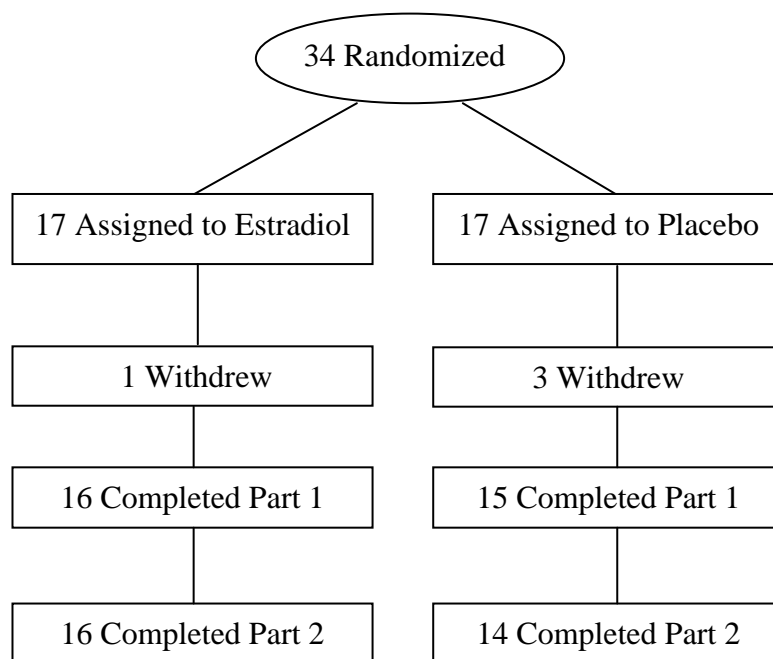 34 Randomized
17 Assigned to Estradiol
17 Assigned to Placebo
1 Withdrew
3 Withdrew
16 Completed Part 1
15 Completed Part 1
16 Completed Part 2
14 Completed Part 2